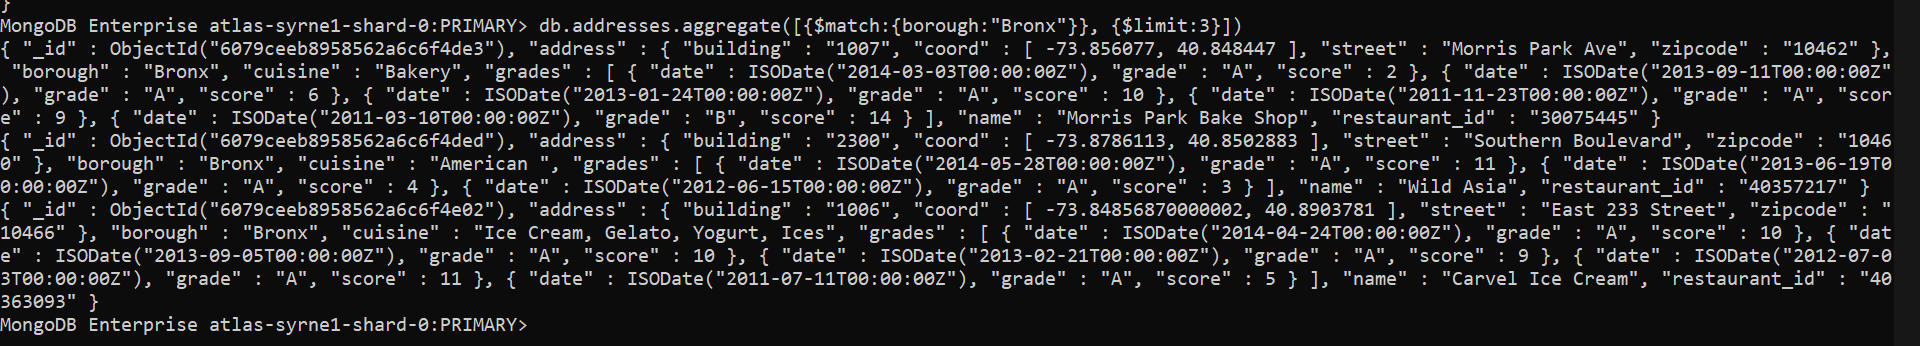 }
MongoDB Enterprise atlas-syrne1-shard-0:PRIMARY> db.addresses.aggregate([{$match:{borough:"Bronx"}}, {$limit:3}])
{ "_id" : ObjectId("6079ceeb8958562a6c6f4de3"), "address" : { "building" : "1007", "coord" : [ -73.856077, 40.848447 ], "street" : "Morris Park Ave", "zipcode" : "10462" },
 "borough" : "Bronx", "cuisine" : "Bakery", "grades" : [ { "date" : ISODate("2014-03-03T00:00:00Z"), "grade" : "A", "score" : 2 }, { "date" : ISODate("2013-09-11T00:00:00Z"
), "grade" : "A", "score" : 6 }, { "date" : ISODate("2013-01-24T00:00:00Z"), "grade" : "A", "score" : 10 }, { "date" : ISODate("2011-11-23T00:00:00Z"), "grade" : "A", "scor
e" : 9 }, { "date" : ISODate("2011-03-10T00:00:00Z"), "grade" : "B", "score" : 14 } ], "name" : "Morris Park Bake Shop", "restaurant_id" : "30075445" }
{ "_id" : ObjectId("6079ceeb8958562a6c6f4ded"), "address" : { "building" : "2300", "coord" : [ -73.8786113, 40.8502883 ], "street" : "Southern Boulevard", "zipcode" : "1046
0" }, "borough" : "Bronx", "cuisine" : "American ", "grades" : [ { "date" : ISODate("2014-05-28T00:00:00Z"), "grade" : "A", "score" : 11 }, { "date" : ISODate("2013-06-19T0
0:00:00Z"), "grade" : "A", "score" : 4 }, { "date" : ISODate("2012-06-15T00:00:00Z"), "grade" : "A", "score" : 3 } ], "name" : "Wild Asia", "restaurant_id" : "40357217" }
{ "_id" : ObjectId("6079ceeb8958562a6c6f4e02"), "address" : { "building" : "1006", "coord" : [ -73.84856870000002, 40.8903781 ], "street" : "East 233 Street", "zipcode" : "
10466" }, "borough" : "Bronx", "cuisine" : "Ice Cream, Gelato, Yogurt, Ices", "grades" : [ { "date" : ISODate("2014-04-24T00:00:00Z"), "grade" : "A", "score" : 10 }, { "dat
e" : ISODate("2013-09-05T00:00:00Z"), "grade" : "A", "score" : 10 }, { "date" : ISODate("2013-02-21T00:00:00Z"), "grade" : "A", "score" : 9 }, { "date" : ISODate("2012-07-0
3T00:00:00Z"), "grade" : "A", "score" : 11 }, { "date" : ISODate("2011-07-11T00:00:00Z"), "grade" : "A", "score" : 5 } ], "name" : "Carvel Ice Cream", "restaurant_id" : "40
363093" }
MongoDB Enterprise atlas-syrne1-shard-0:PRIMARY>